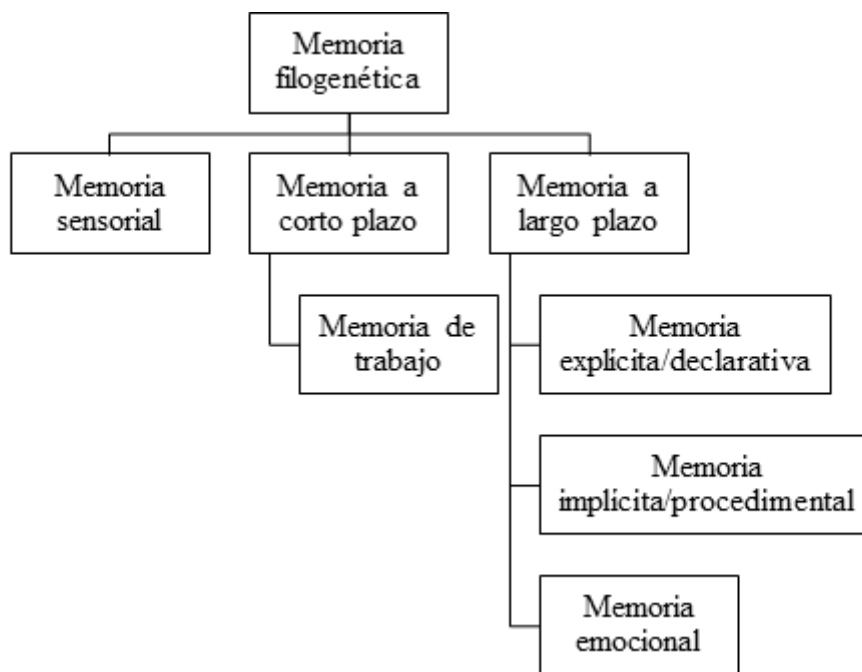 Memoria
filogenética
Memoria
sensorial
Memoria a
corto plazo
Memoria a
largo plazo
Memoria de
trabajo
Memoria
explícita/declarativa
Memoria
implícita/procedimental
Memoria
emocional